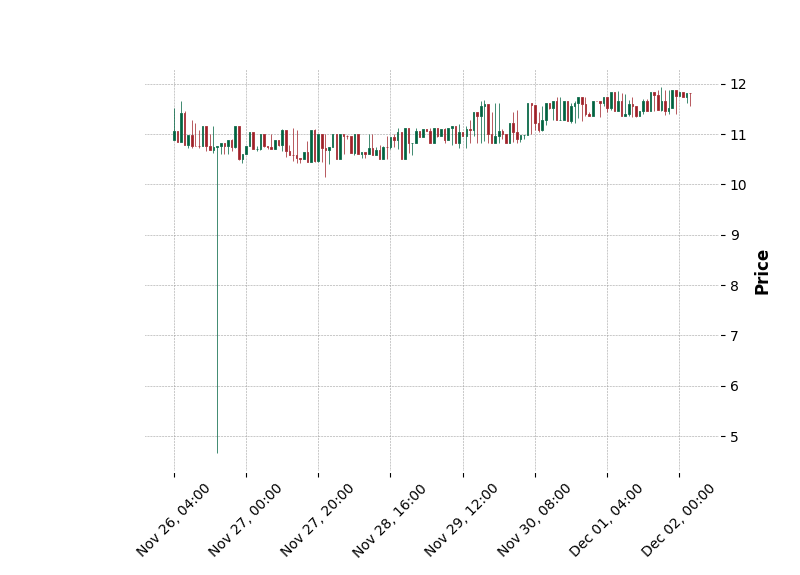 12
11
10
9
8
7
6
5
Price
Nov 26, 04:00
Nov 27, 00:00
Nov 27, 20:00
Nov 28, 16:00
Nov 29, 12:00
Nov 30, 08:00
Dec 01, 04:00
Dec 02, 00:00